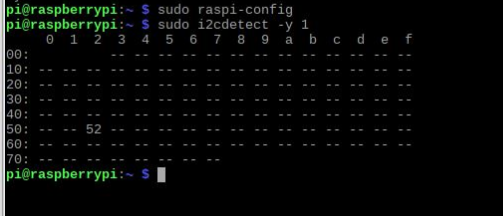 pi@raspberrypi:~ $ sudo raspi-config
pi@raspberrypi:~ $ sudo i2cdetect -y 1
     0  1  2  3  4  5  6  7  8  9  a  b  c  d  e  f
00:          -- -- -- -- -- -- -- -- -- -- -- -- --
10: -- -- -- -- -- -- -- -- -- -- -- -- -- -- -- --
20: -- -- -- -- -- -- -- -- -- -- -- -- -- -- -- --
30: -- -- -- -- -- -- -- -- -- -- -- -- -- -- -- --
40: -- -- -- -- -- -- -- -- -- -- -- -- -- -- -- --
50: -- -- 52 -- -- -- -- -- -- -- -- -- -- -- -- --
60: -- -- -- -- -- -- -- -- -- -- -- -- -- -- -- --
70: -- -- -- -- -- -- -- --
pi@raspberrypi:~ $